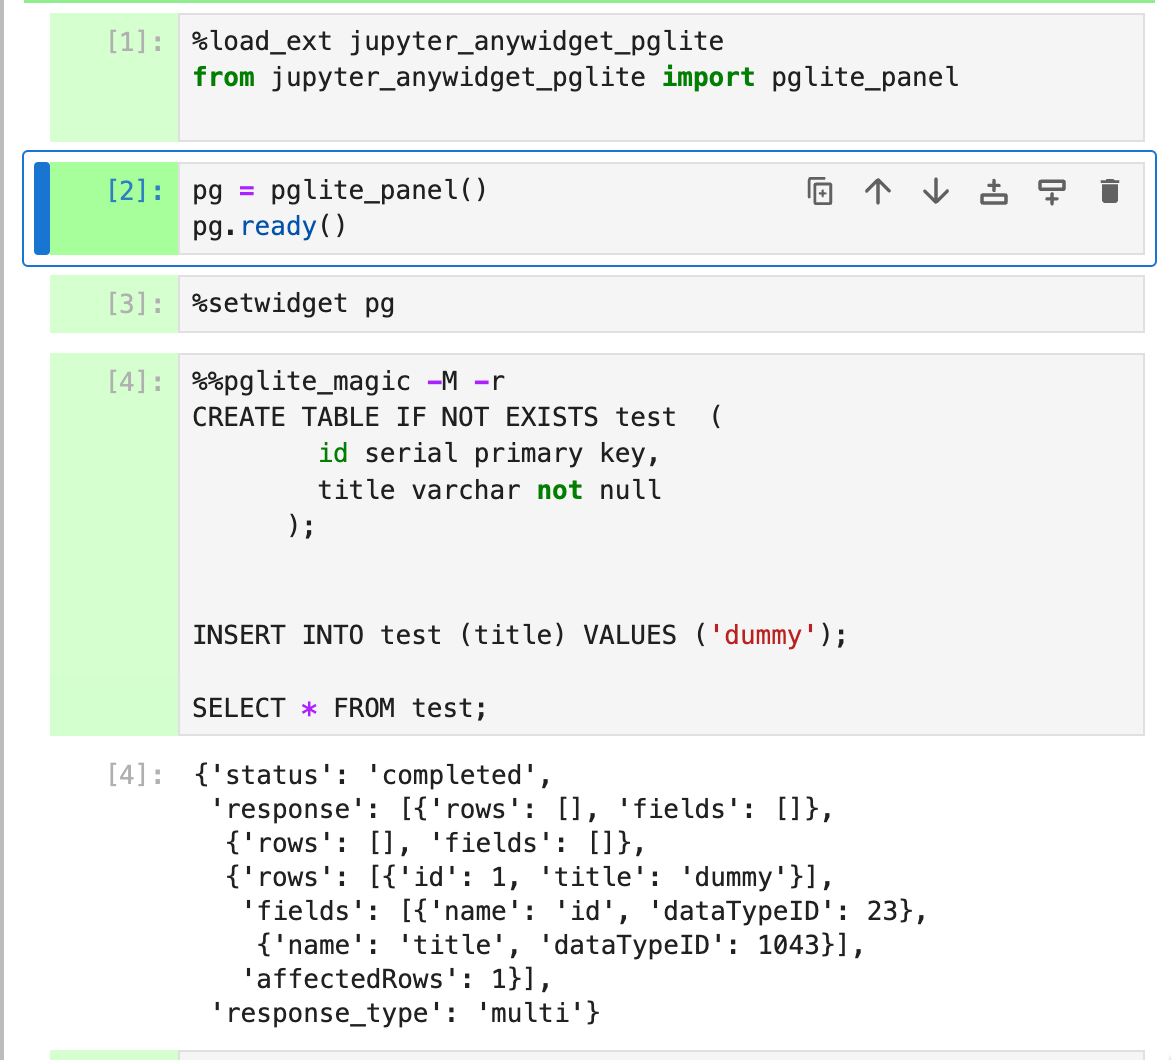 [1]: %load_ext jupyter_anywidget_pglite
from jupyter_anywidget_pglite import pglite_panel
[2]: pg = pglite_panel()
pg.ready()
[3]: %setwidget pg
[4]: %%pglite_magic -M -r
CREATE TABLE IF NOT EXISTS test  (
        id serial primary key,
        title varchar not null
      );
INSERT INTO test (title) VALUES ('dummy');
SELECT * FROM test;
[4]: {'status': 'completed',
 'response': [{'rows': [], 'fields': []},
  {'rows': [], 'fields': []},
  {'rows': [{'id': 1, 'title': 'dummy'}],
   'fields': [{'name': 'id', 'dataTypeID': 23},
    {'name': 'title', 'dataTypeID': 1043}],
   'affectedRows': 1}],
 'response_type': 'multi'}